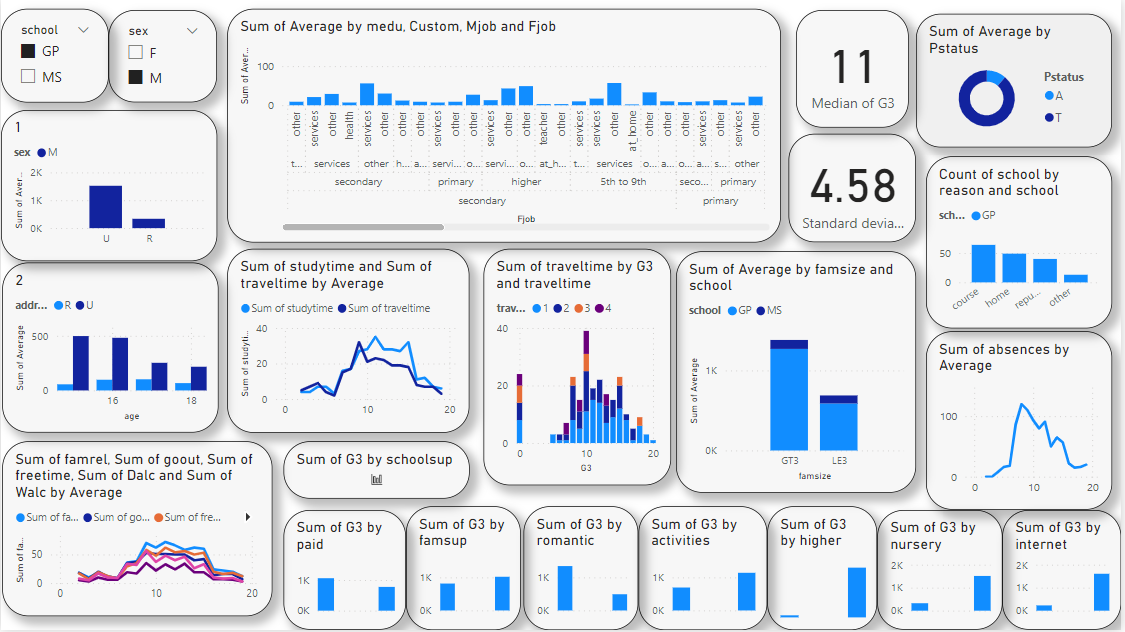 school
GP
MS
sex
F
M
Sum of Average by medu, Custom, Mjob and Fjob
Sum of Aver...
100
0
other
services
other
health
services
other
other
other
services
other
other
services
other
other
teacher
other
services
services
other
at_home
other
other
other
services
other
services
other
t...
services
other
h...
a...
servi...
o...
servi...
o...
at_h...
t...
services
o...
a...
o...
a...
s...
other
secondary
primary
higher
5th to 9th
seco...
primary
secondary
primary
Fjob
11
Median of G3
4.58
Standard devia...
Sum of Average by
Pstatus
Pstatus
A
T
1
sex M
Sum of Aver...
2K
1K
0K
U
R
2
addr... R U
Sum of Average
500
0
16
18
age
Sum of studytime and Sum of
traveltime by Average
Sum of studytime Sum of traveltime
Sum of studyti...
40
20
0
0
10
20
Sum of traveltime by G3
and traveltime
trav... 1 2 3 4
40
20
0
0
10
20
G3
Sum of Average by famsize and
school
school GP MS
Sum of Average
1K
0K
GT3
LE3
famsize
Count of school by
reason and school
sch... GP
50
0
course
home
repu...
other
Sum of absences by
Average
100
0
0
10
20
Sum of famrel, Sum of goout, Sum of
freetime, Sum of Dalc and Sum of
Walc by Average
Sum of fa... Sum of go... Sum of fre...
Sum of fa...
50
0
0
10
20
Sum of G3 by schoolsup
Sum of G3 by
paid
1K
0K
Sum of G3 by
famsup
1K
0K
Sum of G3 by
romantic
1K
0K
Sum of G3 by
activities
1K
0K
Sum of G3
by higher
1K
0K
Sum of G3 by
nursery
2K
1K
0K
Sum of G3 by
internet
2K
1K
0K